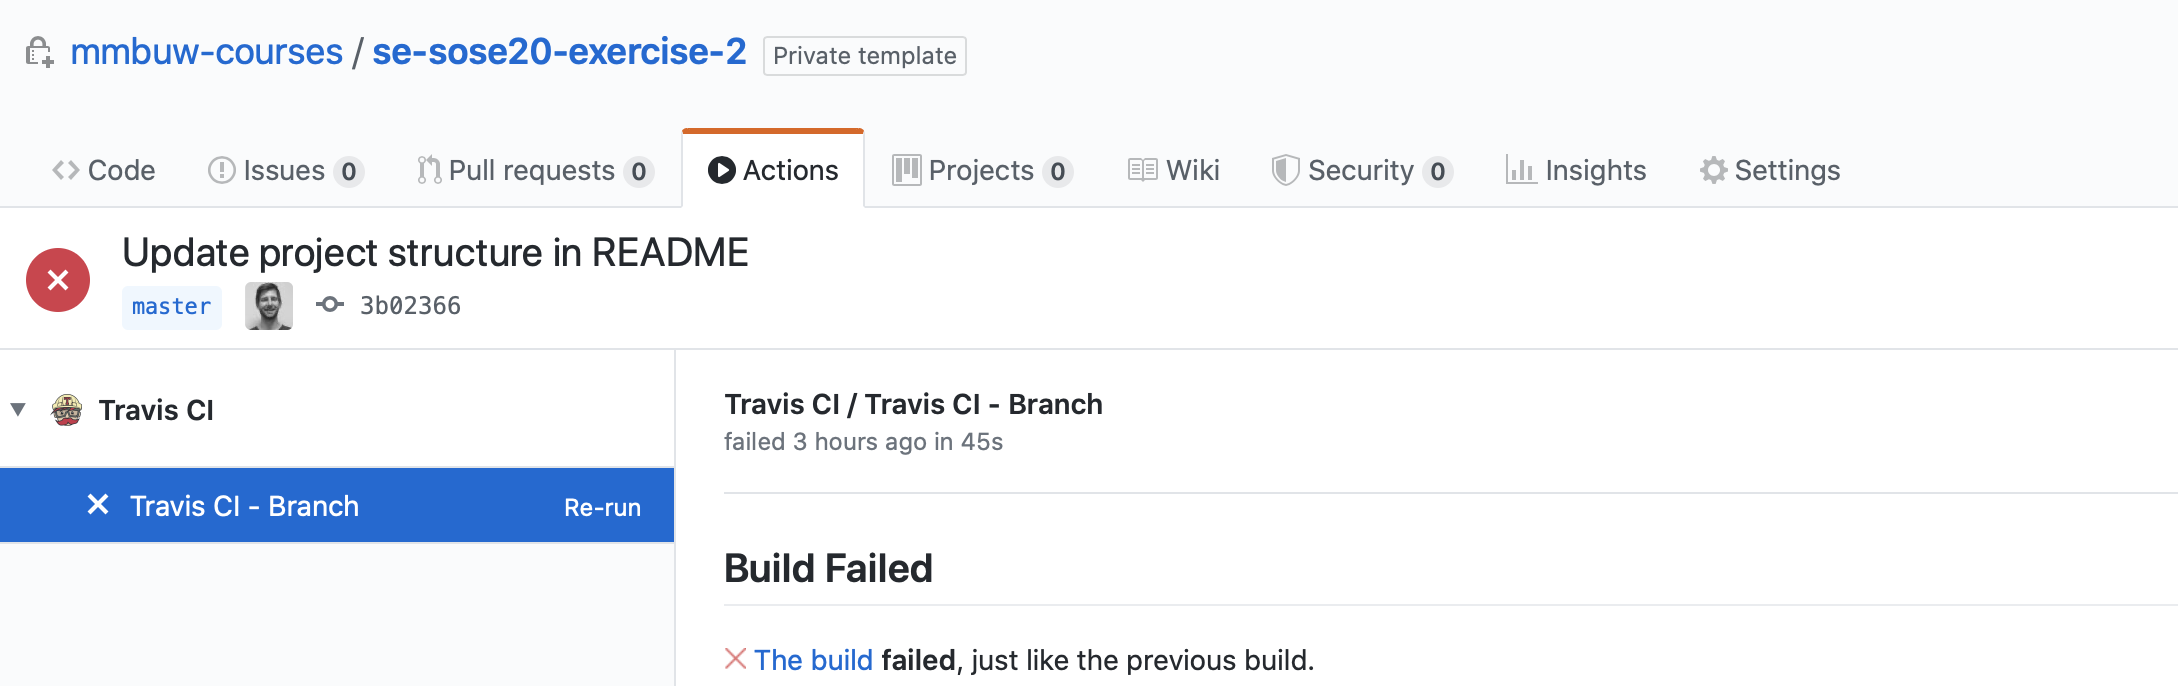 mmbuw-courses / se-sose20-exercise-2 Private template
Code Issues 0 Pull requests 0 Actions Projects 0 Wiki Security 0 Insights Settings
Update project structure in README
master 3b02366
Travis CI
Travis CI - Branch Re-run
Travis CI / Travis CI - Branch
failed 3 hours ago in 45s
Build Failed
The build failed, just like the previous build.